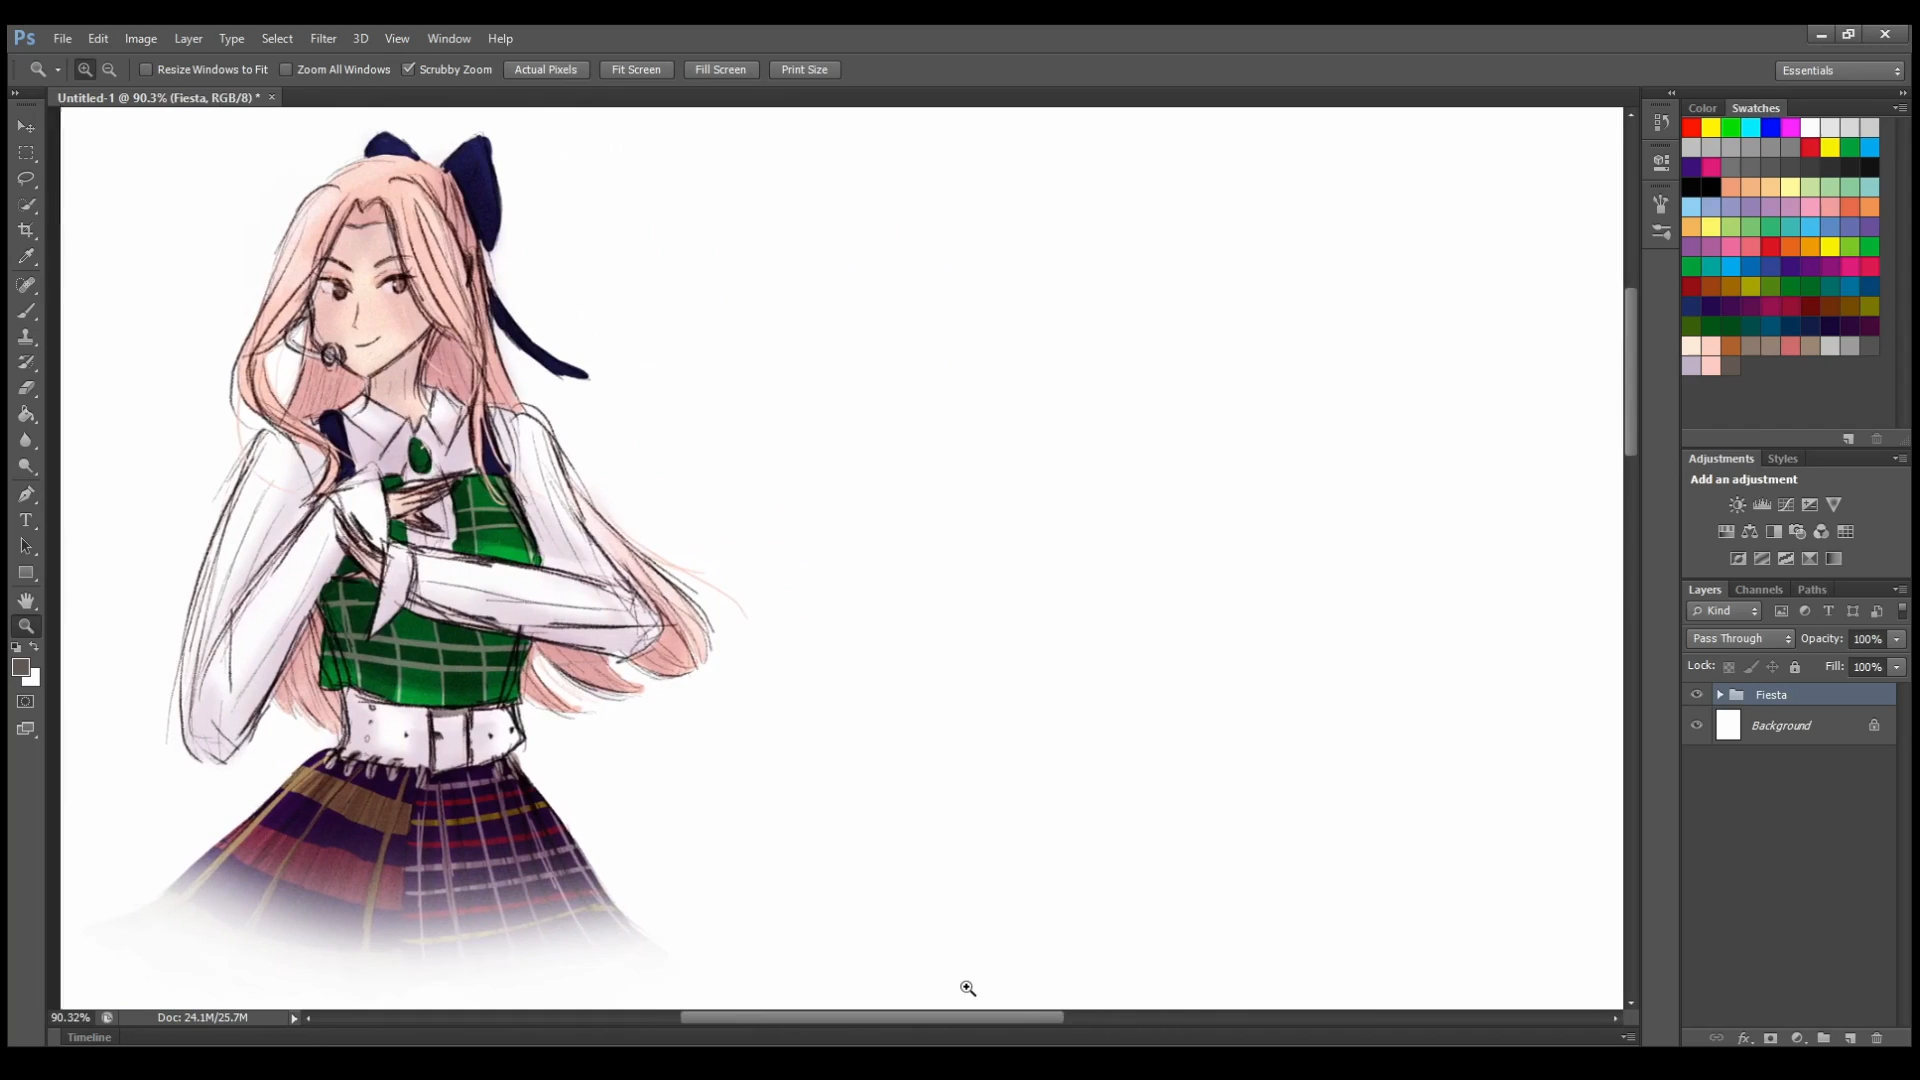 Ps File Edit Image Layer Type Select Filter 3D View Window Help
Resize Windows to Fit Zoom All Windows Scrubby Zoom Actual Pixels Fit Screen Fill Screen Print Size Essentials
Untitled-1 @ 90.3% (Fiesta, RGB/8) * ×
Color Swatches
Adjustments Styles
Add an adjustment
Layers Channels Paths
Kind
Pass Through Opacity: 100%
Lock: Fill: 100%
Fiesta
Background
90.32% Doc: 24.1M/25.7M
Timeline
fx